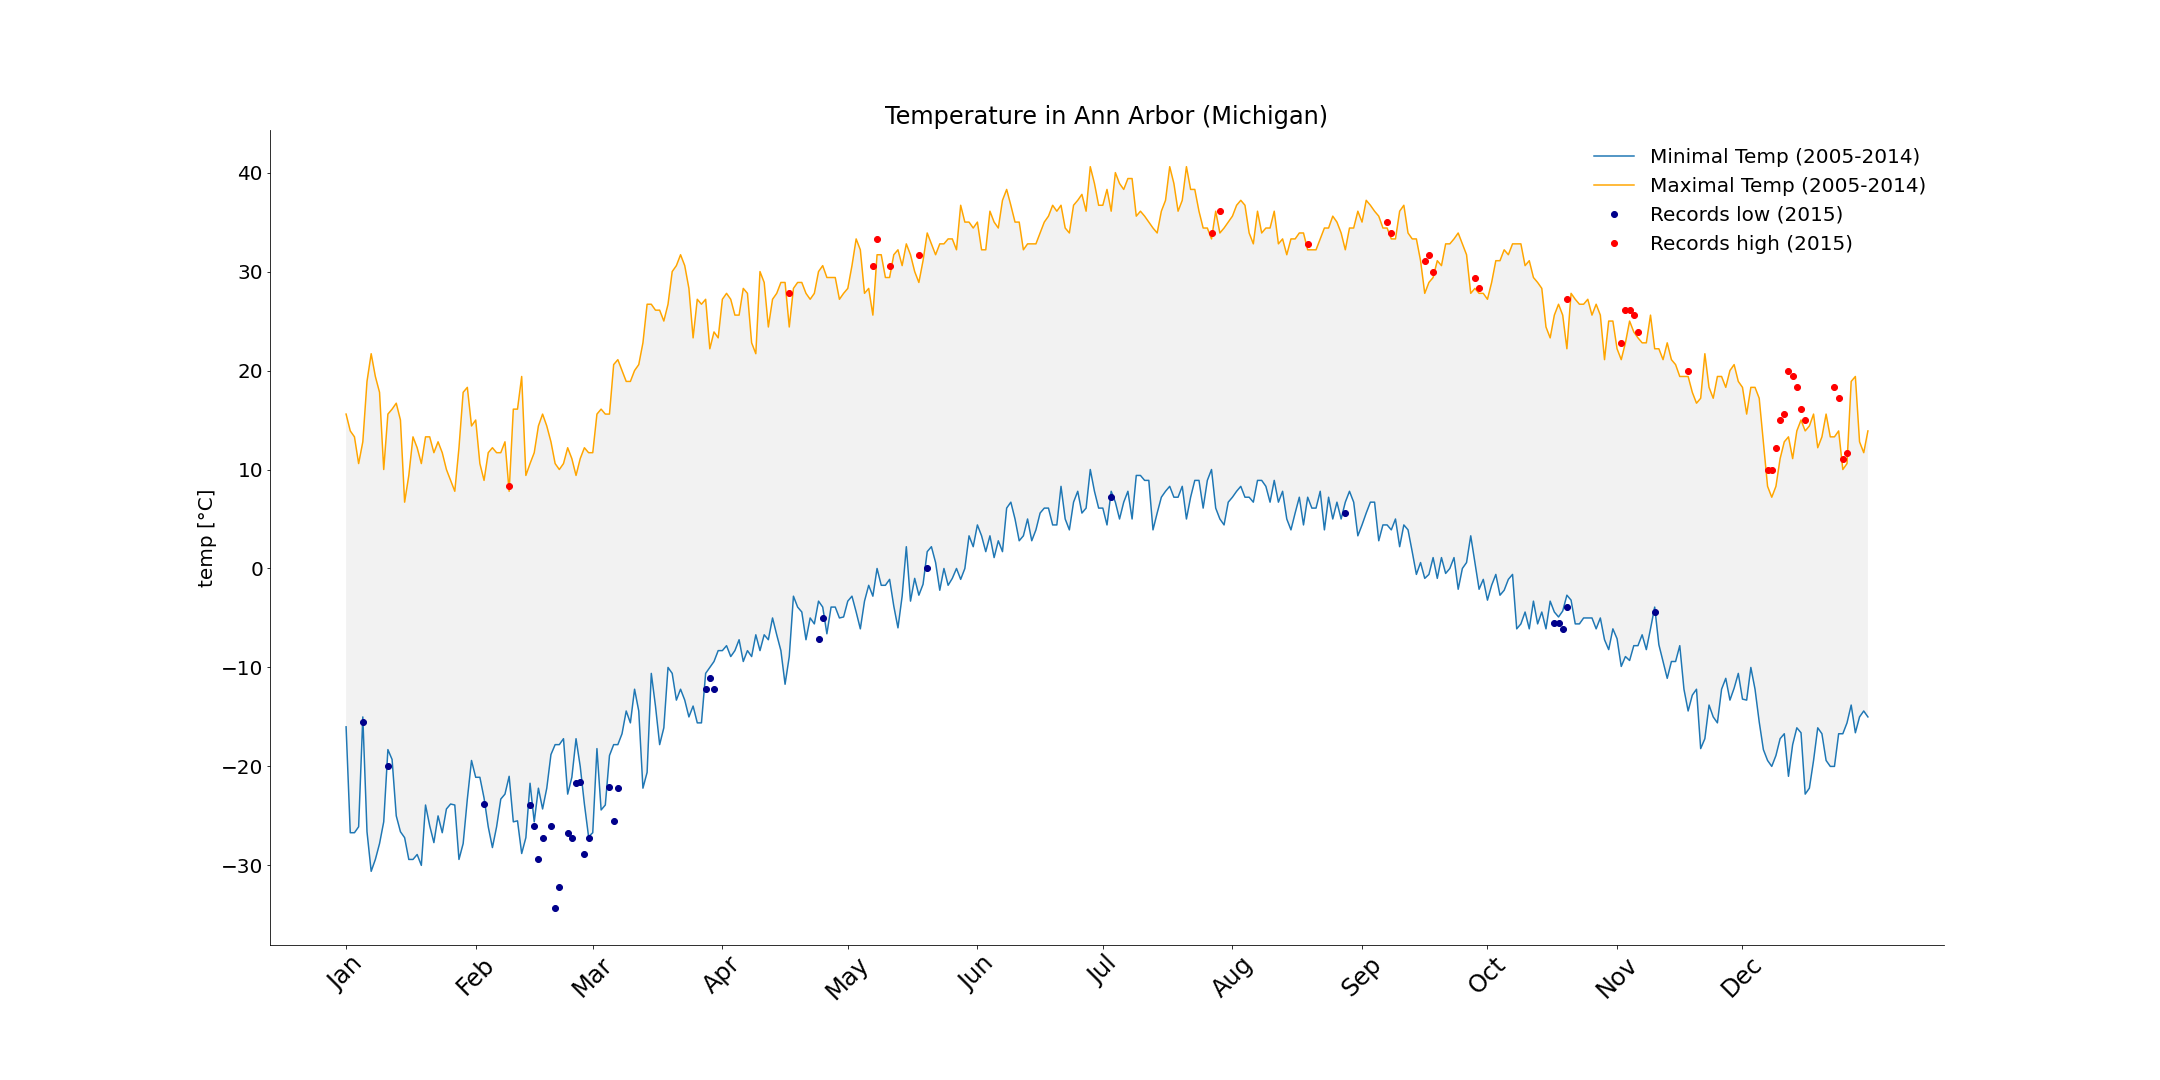 Temperature in Ann Arbor (Michigan)
Minimal Temp (2005-2014)
Maximal Temp (2005-2014)
Records low (2015)
Records high (2015)
temp [°C]
40
30
20
10
0
−10
−20
−30
Jan
Feb
Mar
Apr
May
Jun
Jul
Aug
Sep
Oct
Nov
Dec